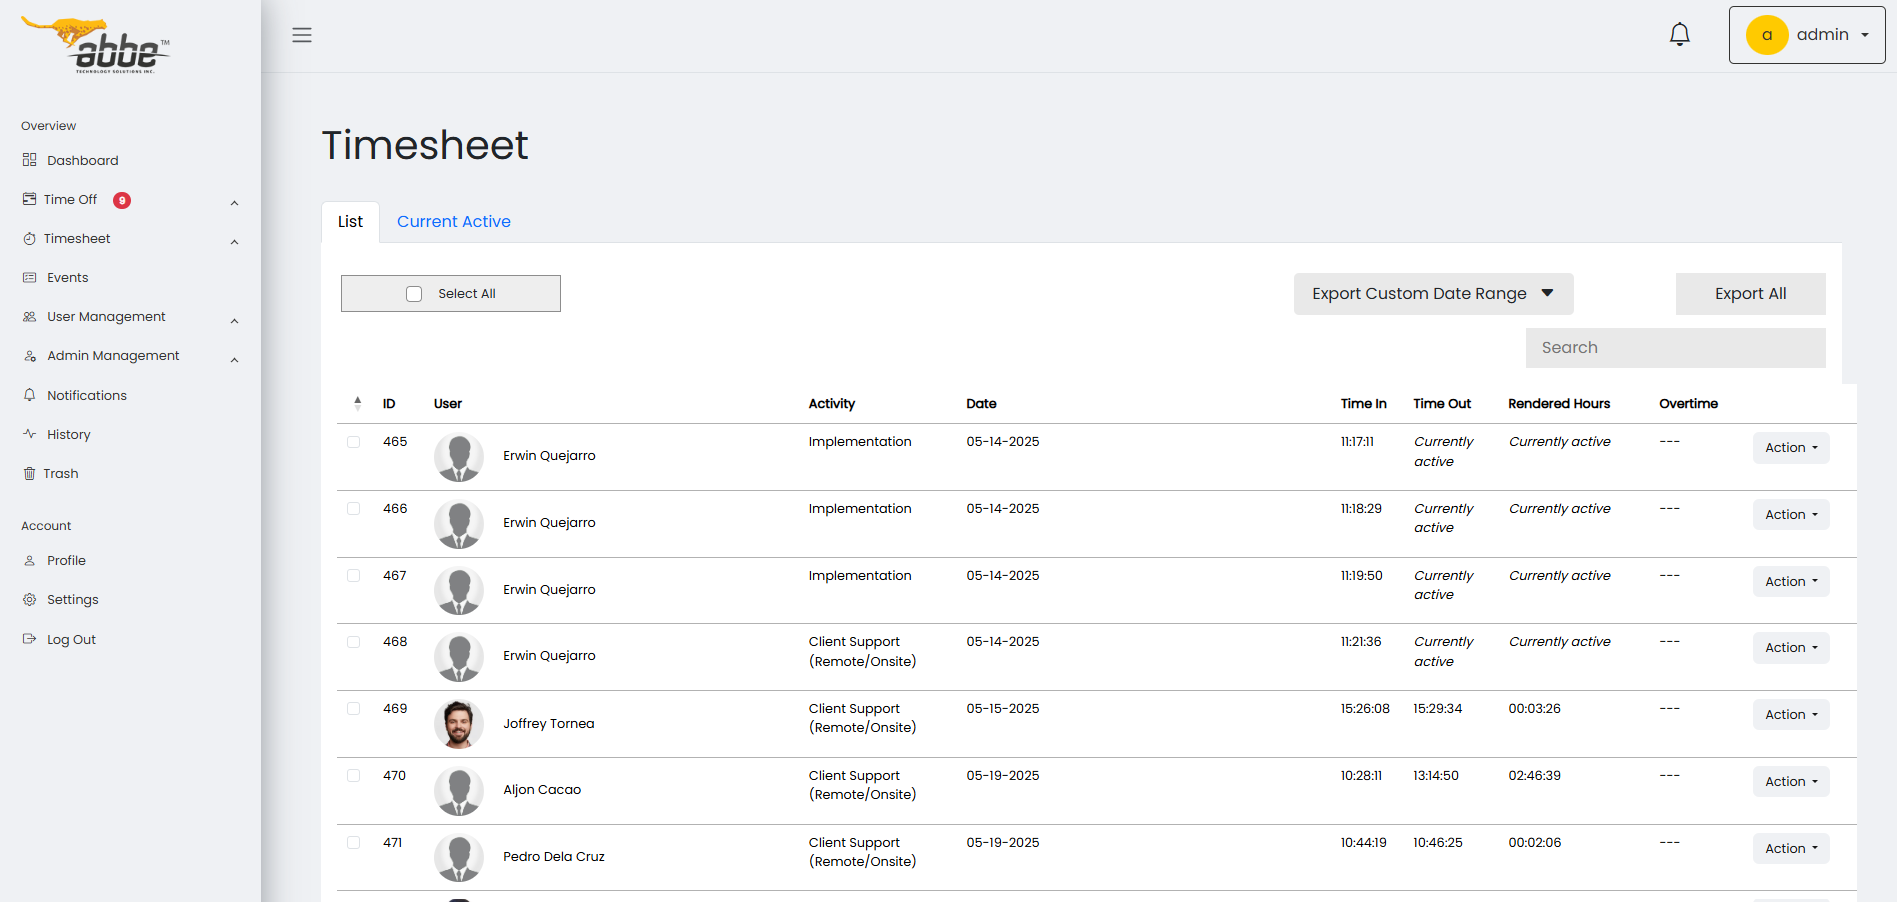 abbe™
TECHNOLOGY SOLUTIONS INC.
a admin
Overview
Dashboard
Time Off 9
Timesheet
Events
User Management
Admin Management
Notifications
History
Trash
Account
Profile
Settings
Log Out
Timesheet
List Current Active
Select All Export Custom Date Range Export All
Search
ID User Activity Date Time In Time Out Rendered Hours Overtime
465 Erwin Quejarro Implementation 05-14-2025 11:17:11 Currently active Currently active --- Action
466 Erwin Quejarro Implementation 05-14-2025 11:18:29 Currently active Currently active --- Action
467 Erwin Quejarro Implementation 05-14-2025 11:19:50 Currently active Currently active --- Action
468 Erwin Quejarro Client Support (Remote/Onsite) 05-14-2025 11:21:36 Currently active Currently active --- Action
469 Joffrey Tornea Client Support (Remote/Onsite) 05-15-2025 15:26:08 15:29:34 00:03:26 --- Action
470 Aljon Cacao Client Support (Remote/Onsite) 05-19-2025 10:28:11 13:14:50 02:46:39 --- Action
471 Pedro Dela Cruz Client Support (Remote/Onsite) 05-19-2025 10:44:19 10:46:25 00:02:06 --- Action